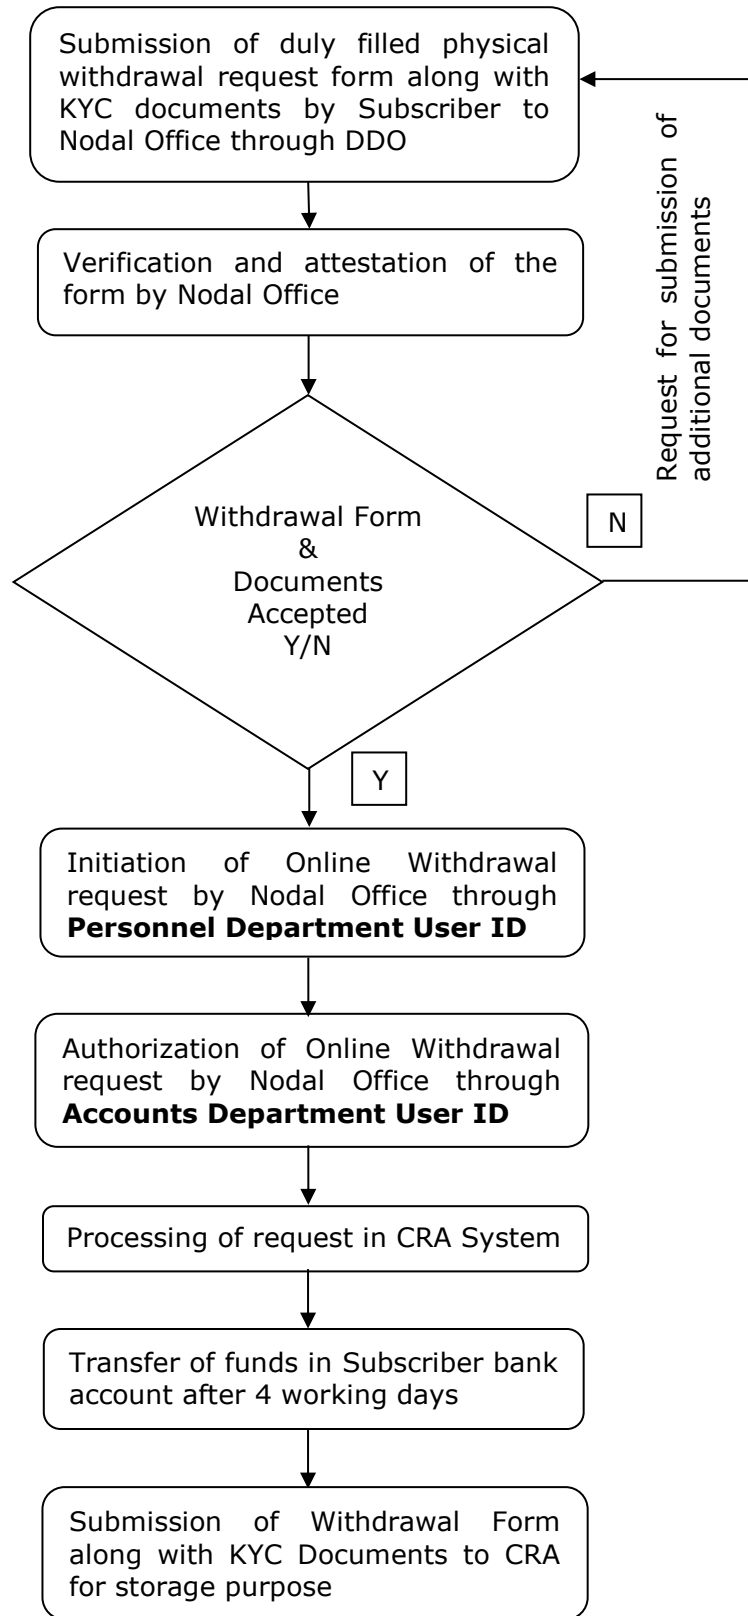 Submission of duly filled physical
withdrawal request form along with
KYC documents by Subscriber to
Nodal Office through DDO
Request for submission of
additional documents
Verification and attestation of the
form by Nodal Office
Withdrawal Form
&
Documents
Accepted
Y/N
N
Y
Initiation of Online Withdrawal
request by Nodal Office through
Personnel Department User ID
Authorization of Online Withdrawal
request by Nodal Office through
Accounts Department User ID
Processing of request in CRA System
Transfer of funds in Subscriber bank
account after 4 working days
Submission of Withdrawal Form
along with KYC Documents to CRA
for storage purpose